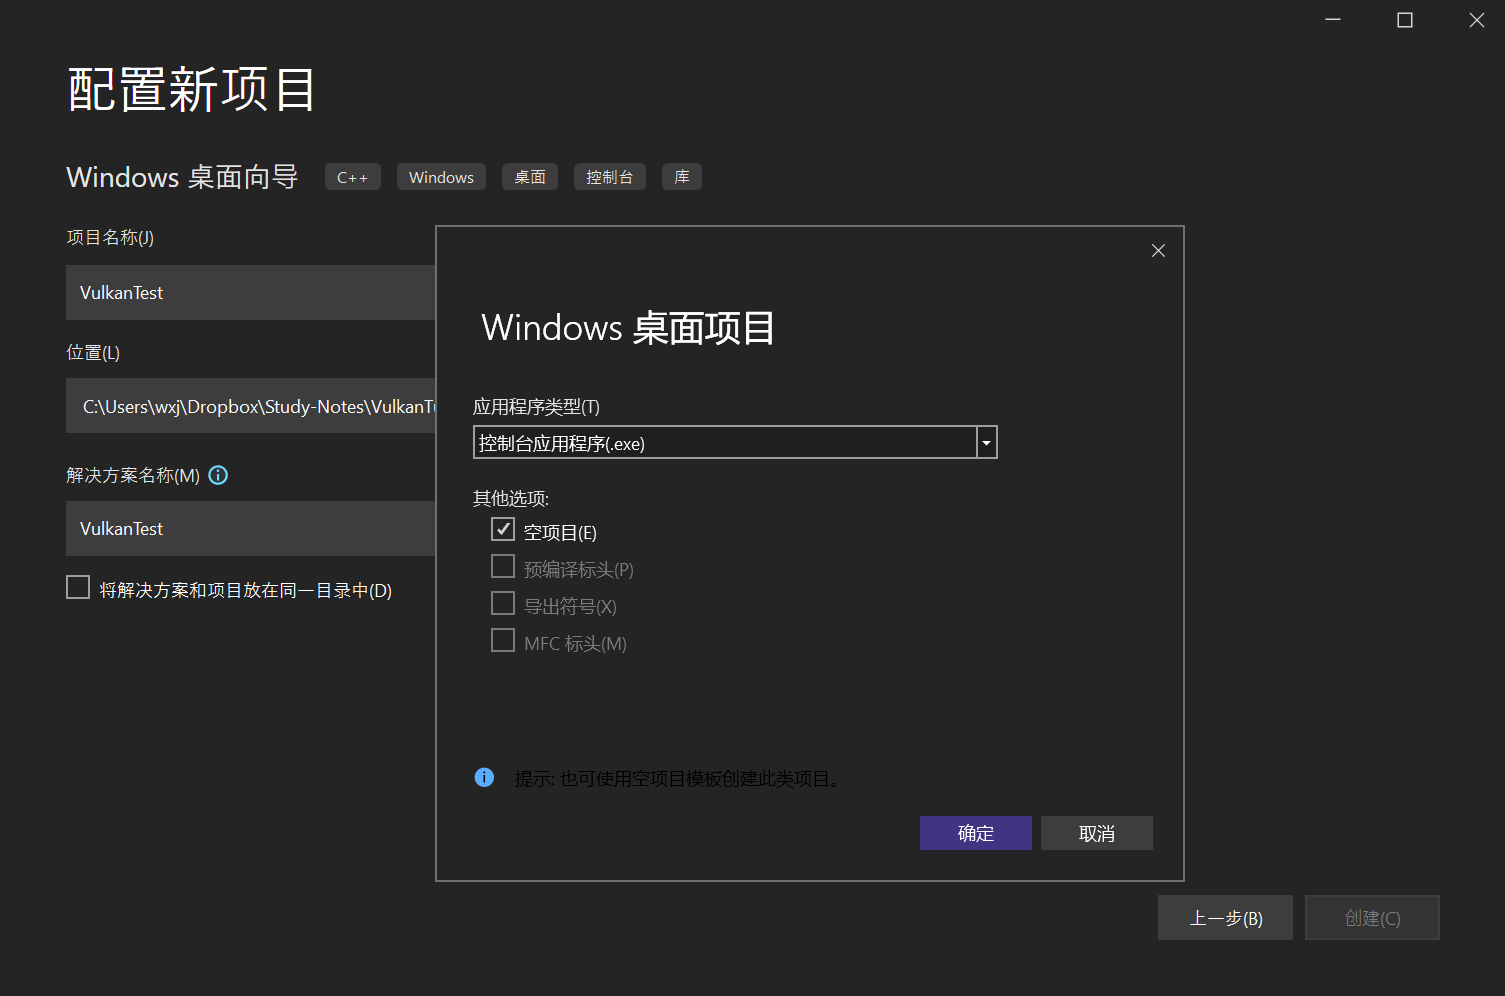 配置新项目
Windows 桌面向导 C++ Windows 桌面 控制台 库
项目名称(J)
VulkanTest
位置(L)
C:\Users\wxj\Dropbox\Study-Notes\VulkanTu
解决方案名称(M)
VulkanTest
将解决方案和项目放在同一目录中(D)
Windows 桌面项目
应用程序类型(T)
控制台应用程序(.exe)
其他选项:
空项目(E)
预编译标头(P)
导出符号(X)
MFC 标头(M)
提示: 也可使用空项目模板创建此类项目。
确定 取消
上一步(B) 创建(C)